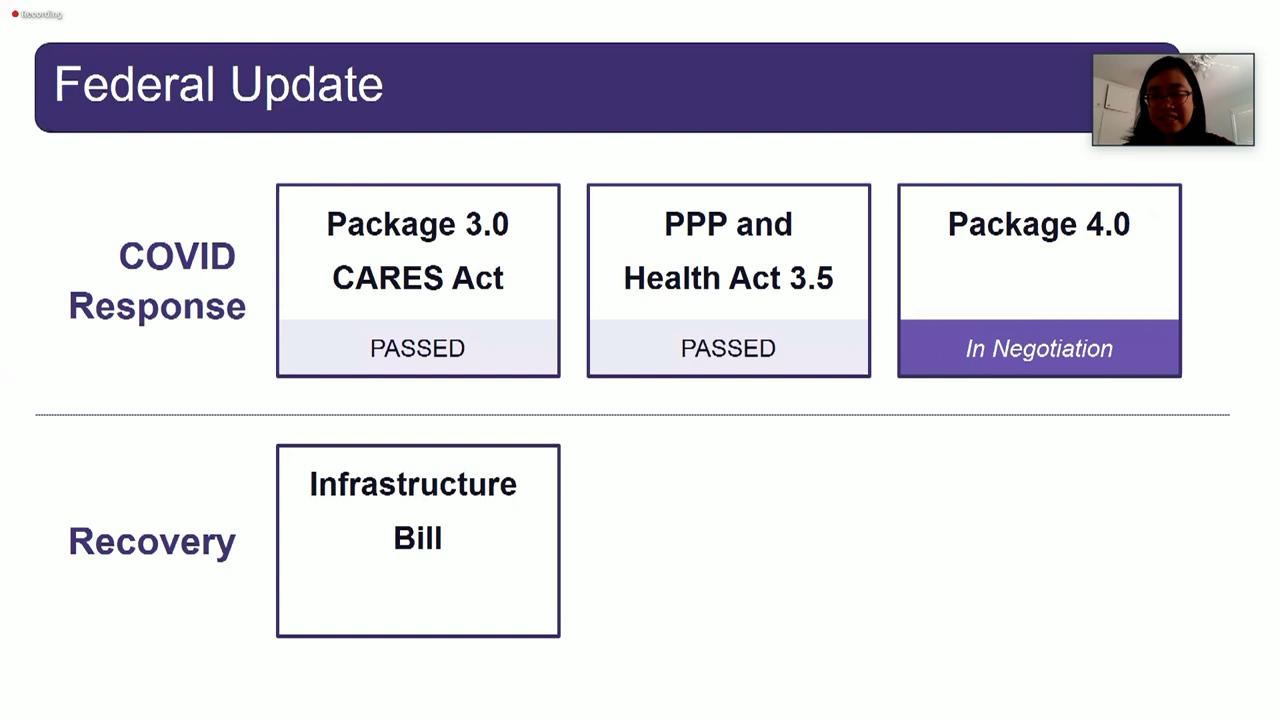 Recording
Federal Update
COVID
Response
Package 3.0
CARES Act
PASSED
PPP and
Health Act 3.5
PASSED
Package 4.0
In Negotiation
Recovery
Infrastructure
Bill